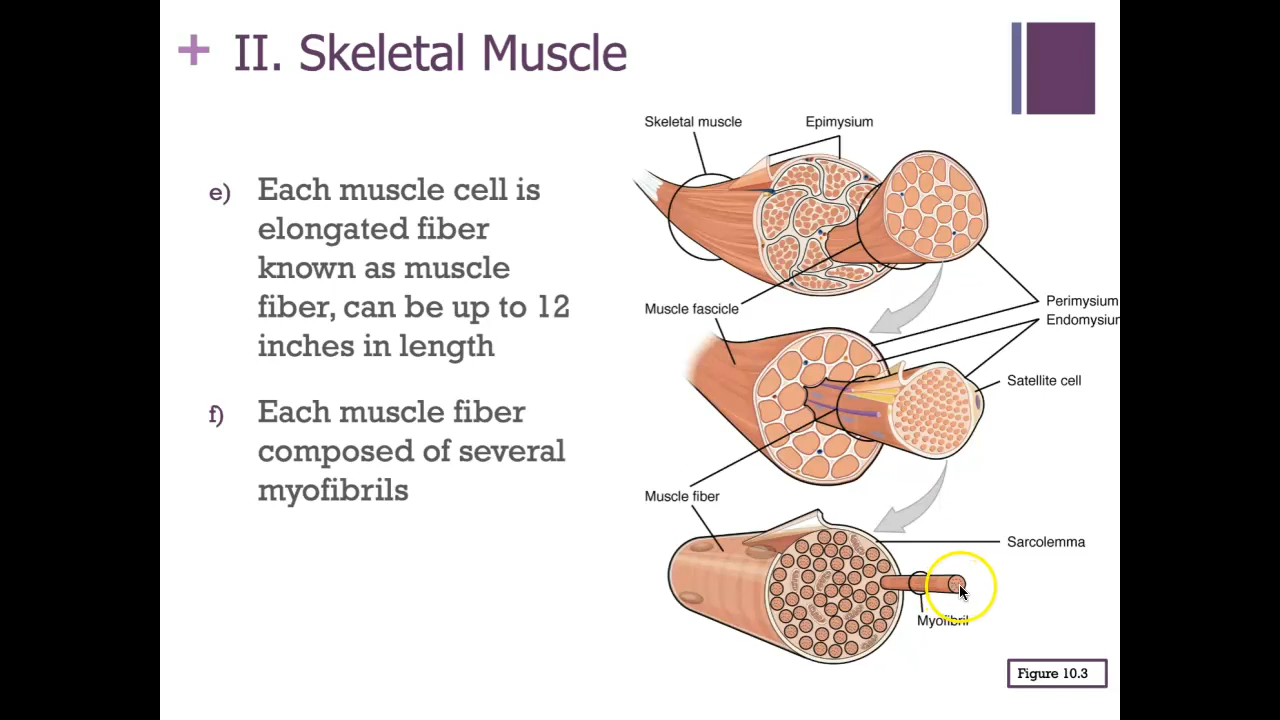 + II. Skeletal Muscle
e) Each muscle cell is
elongated fiber
known as muscle
fiber, can be up to 12
inches in length
f) Each muscle fiber
composed of several
myofibrils
Skeletal muscle
Epimysium
Muscle fascicle
Perimysium
Endomysiu
Satellite cell
Muscle fiber
Sarcolemma
Myofibril
Figure 10.3